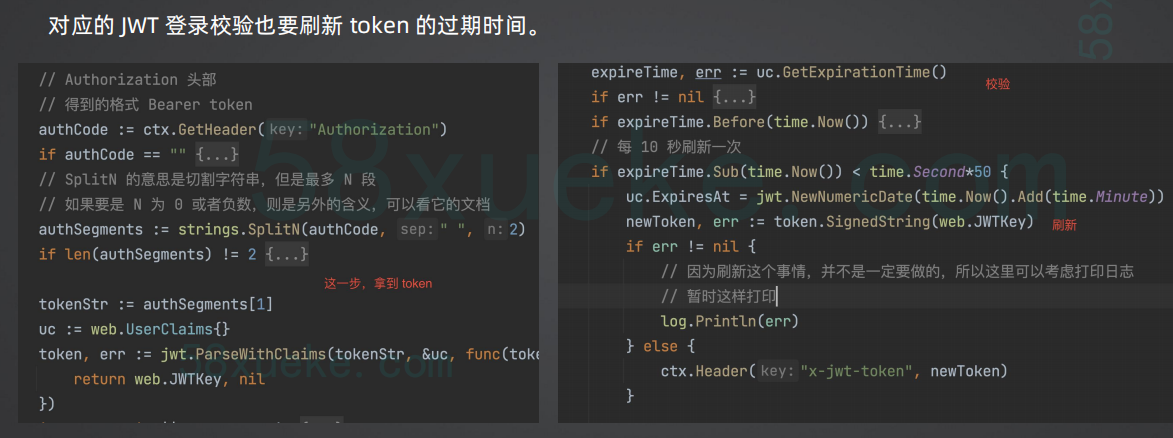 对应的 JWT 登录校验也要刷新 token 的过期时间。
// Authorization 头部
// 得到的格式 Bearer token
authCode := ctx.GetHeader( key: "Authorization")
if authCode == "" {...}
// SplitN 的意思是切割字符串，但是最多 N 段
// 如果要是 N 为 0 或者负数，则是另外的含义，可以看它的文档
authSegments := strings.SplitN(authCode, sep: " ", n: 2)
if len(authSegments) != 2 {...}
这一步，拿到 token
tokenStr := authSegments[1]
uc := web.UserClaims{}
token, err := jwt.ParseWithClaims(tokenStr, &uc, func(toke
return web.JWTKey, nil
})
expireTime, err := uc.GetExpirationTime()
校验
if err != nil {...}
if expireTime.Before(time.Now()) {...}
// 每 10 秒刷新一次
if expireTime.Sub(time.Now()) < time.Second*50 {
uc.ExpiresAt = jwt.NewNumericDate(time.Now().Add(time.Minute))
newToken, err := token.SignedString(web.JWTKey)
刷新
if err != nil {
// 因为刷新这个事情，并不是一定要做的，所以这里可以考虑打印日志
// 暂时这样打印
log.Println(err)
} else {
ctx.Header( key: "x-jwt-token", newToken)
}
58xueke.com
58xueke.com
58x